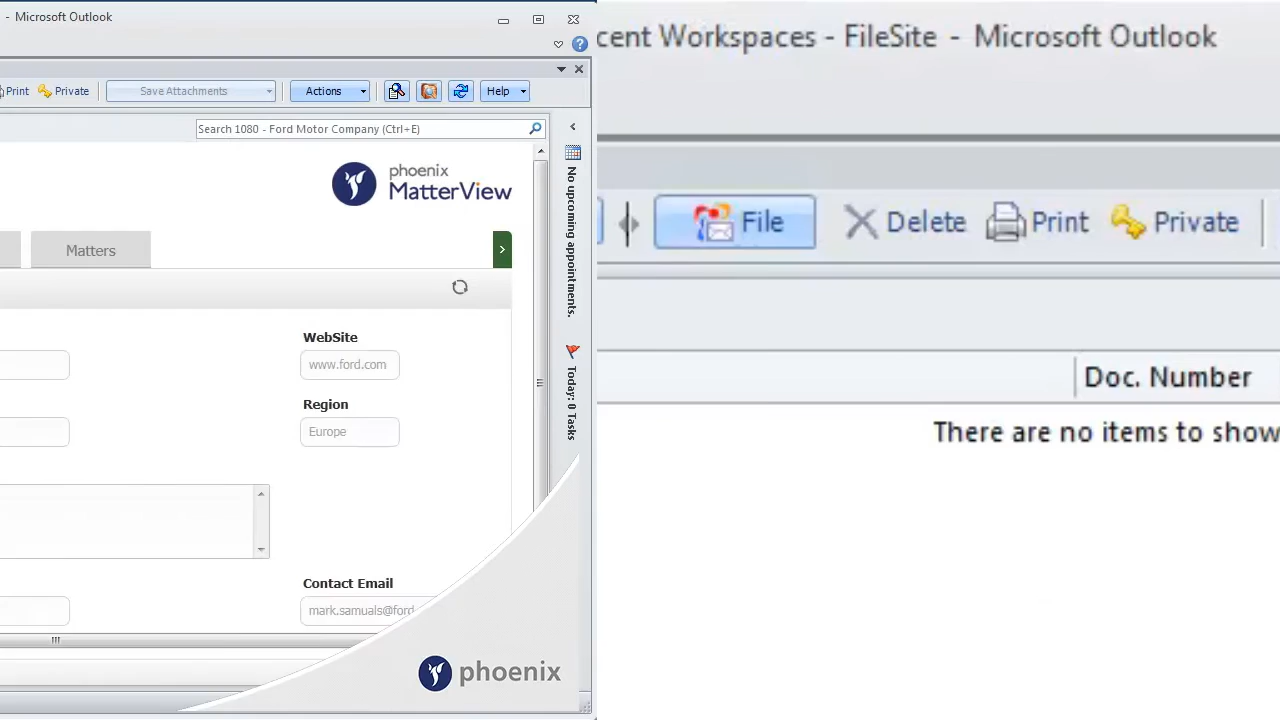 - Microsoft Outlook
Print Private Save Attachments Actions Help
Search 1080 - Ford Motor Company (Ctrl+E)
phoenix
MatterView
Matters
No upcoming appointments.
Today: 0 Tasks
WebSite
www.ford.com
Region
Europe
Contact Email
mark.samuals@ford
phoenix
cent Workspaces - FileSite - Microsoft Outlook
File Delete Print Private
Doc. Number
There are no items to show